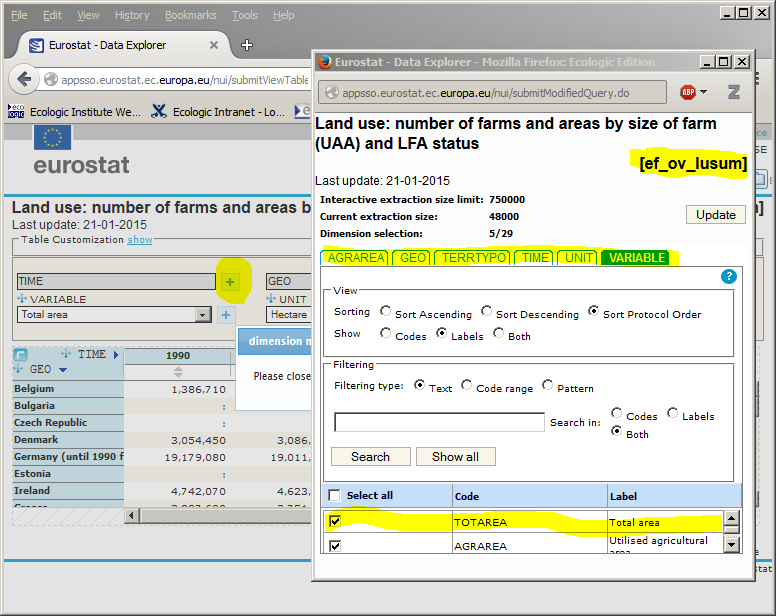 File Edit View History Bookmarks Tools Help
Eurostat - Data Explorer
appsso.eurostat.ec.europa.eu/nui/submitViewTable
Ecologic Institute We... Ecologic Intranet - Lo...
eurostat
Land use: number of farms and areas b
Last update: 21-01-2015
Table Customization show
TIME
GEO
VARIABLE
UNIT
Total area
Hectare
dimension n
Please close
TIME
1990
GEO
Belgium 1,386,710 :
Bulgaria :
Czech Republic :
Denmark 3,054,450 3,086,
Germany (until 1990 f 19,179,080 19,011,
Estonia :
Ireland 4,742,070 4,623,
Eurostat - Data Explorer - Mozilla Firefox: Ecologic Edition
appsso.eurostat.ec.europa.eu/nui/submitModifiedQuery.do
ABP
Z
Land use: number of farms and areas by size of farm
(UAA) and LFA status
[ef_ov_lusum]
Last update: 21-01-2015
Interactive extraction size limit: 750000
Current extraction size: 48000
Dimension selection: 5/29
Update
AGRAREA GEO TERRTYPO TIME UNIT VARIABLE
?
View
Sorting Sort Ascending Sort Descending Sort Protocol Order
Show Codes Labels Both
Filtering
Filtering type: Text Code range Pattern
Search in: Codes Labels
Both
Search Show all
Select all Code Label
TOTAREA Total area
AGRAREA Utilised agricultural
area